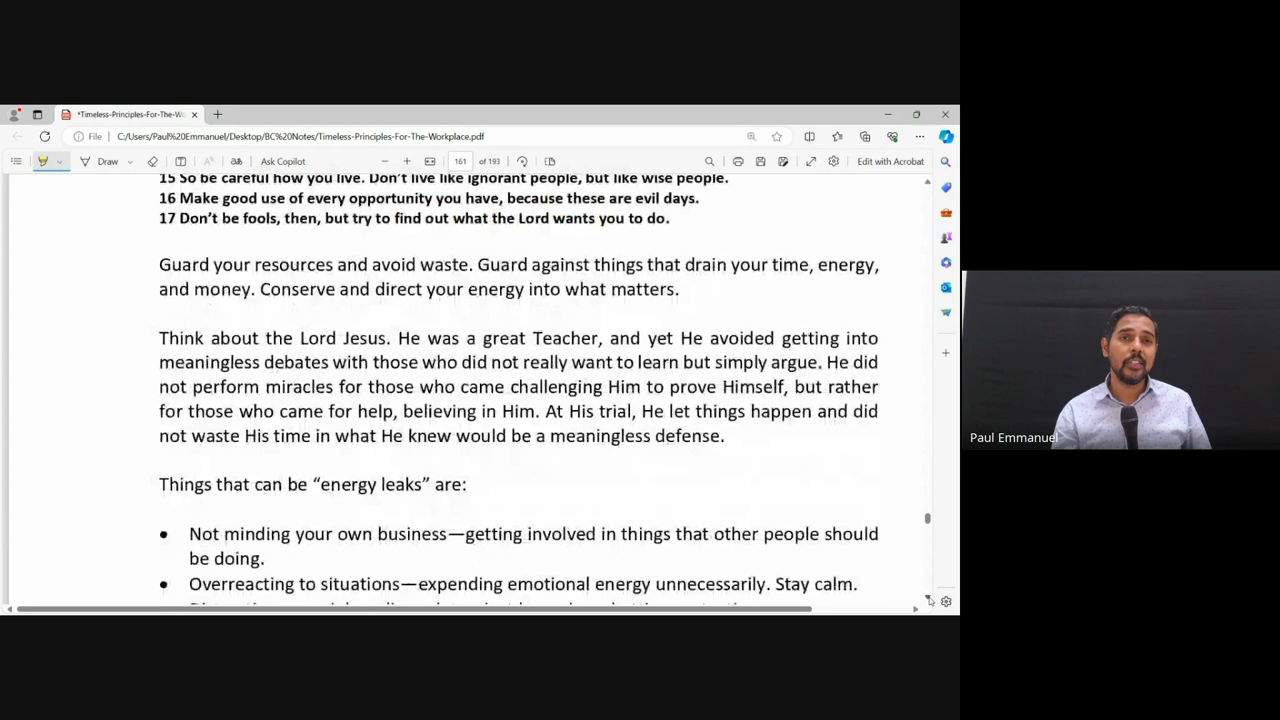 *Timeless-Principles-For-The-W
File
C:/Users/Paul%20Emmanuel/Desktop/BC%20Notes/Timeless-Principles-For-The-Workplace.pdf
Draw
Ask Copilot
161 of 193
Edit with Acrobat
15 So be careful how you live. Don't live like ignorant people, but like wise people.
16 Make good use of every opportunity you have, because these are evil days.
17 Don't be fools, then, but try to find out what the Lord wants you to do.
Guard your resources and avoid waste. Guard against things that drain your time, energy,
and money. Conserve and direct your energy into what matters.
Think about the Lord Jesus. He was a great Teacher, and yet He avoided getting into
meaningless debates with those who did not really want to learn but simply argue. He did
not perform miracles for those who came challenging Him to prove Himself, but rather
for those who came for help, believing in Him. At His trial, He let things happen and did
not waste His time in what He knew would be a meaningless defense.
Things that can be “energy leaks” are:
• Not minding your own business—getting involved in things that other people should
be doing.
• Overreacting to situations—expending emotional energy unnecessarily. Stay calm.
Paul Emmanuel